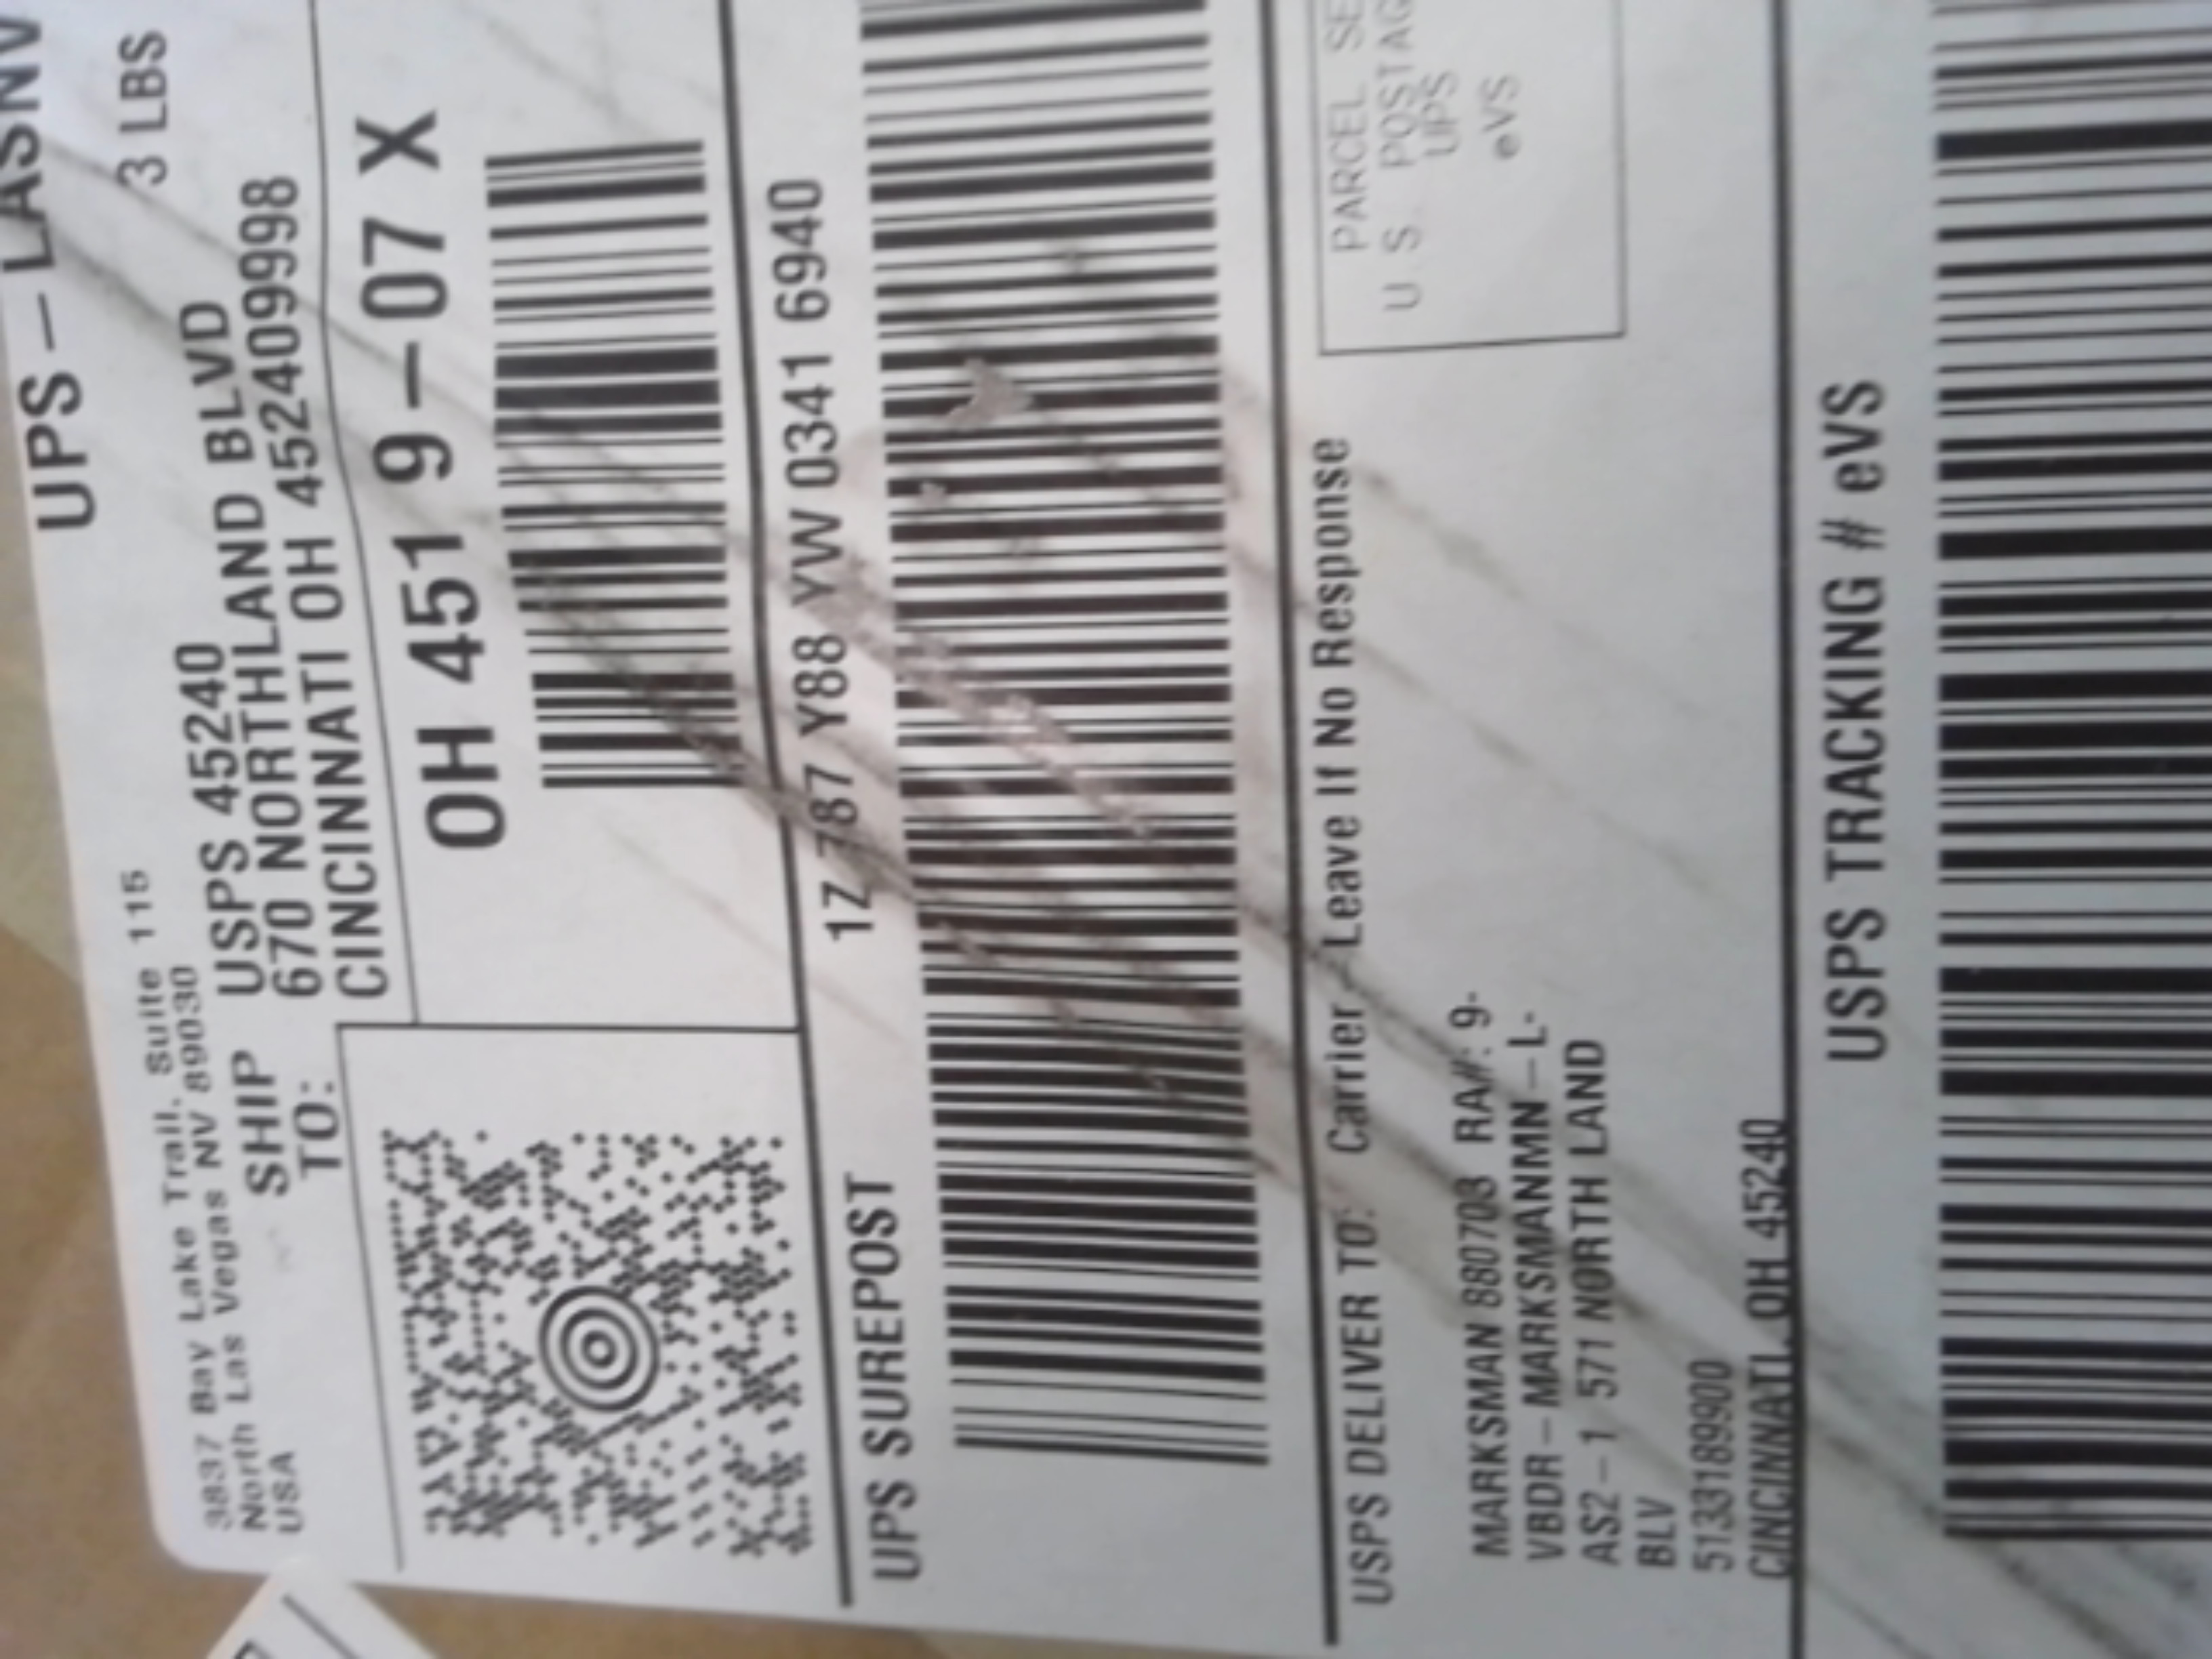 UPS - LASNV
3 LBS
3837 Bay Lake Trail. Suite 115
North Las Vegas NV 89030
USA
SHIP TO:
USPS 45240
670 NORTHLAND BLVD
CINCINNATI OH 452409998
OH 451 9-07 X
UPS SUREPOST
1Z 787 Y88 YW 0341 6940
USPS DELIVER TO:
Carrier - Leave If No Response
PARCEL SE
U.S. POSTAG
UPS
eVS
MARKSMAN 880703 RA#: 9-
VBDR-MARKSMANMN-L-
AS2-1 571 NORTH LAND
BLV
5133189900
CINCINNATI, OH 45240
USPS TRACKING # eVS